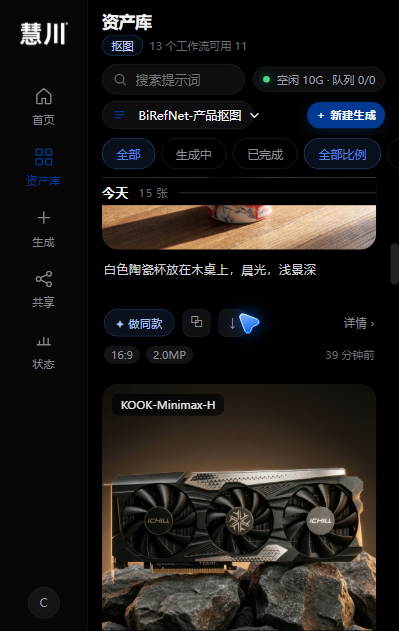 慧川
首页
资产库
生成
共享
状态
C
资产库
抠图 13 个工作流可用 11
搜索提示词
空闲 10G · 队列 0/0
BiRefNet-产品抠图
+ 新建生成
全部 生成中 已完成 全部比例
今天 15 张
白色陶瓷杯放在木桌上，晨光，浅景深
做同款
详情 ›
16:9 2.0MP 39 分钟前
KOOK-Minimax-H
iCHILL
iCHILL